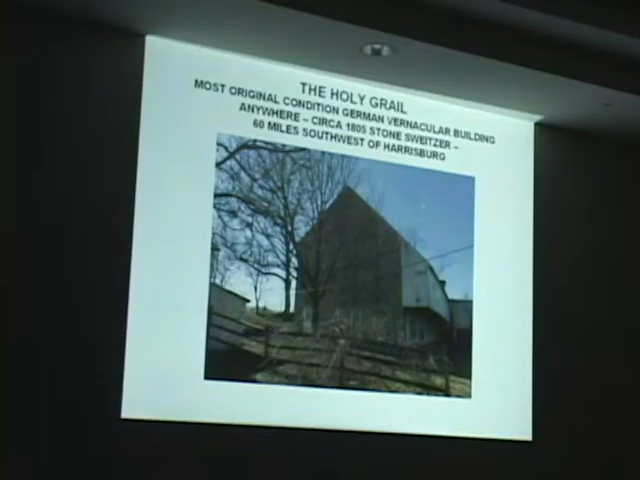 THE HOLY GRAIL
MOST ORIGINAL CONDITION GERMAN VERNACULAR BUILDING
ANYWHERE – CIRCA 1805 STONE SWEITZER –
60 MILES SOUTHWEST OF HARRISBURG